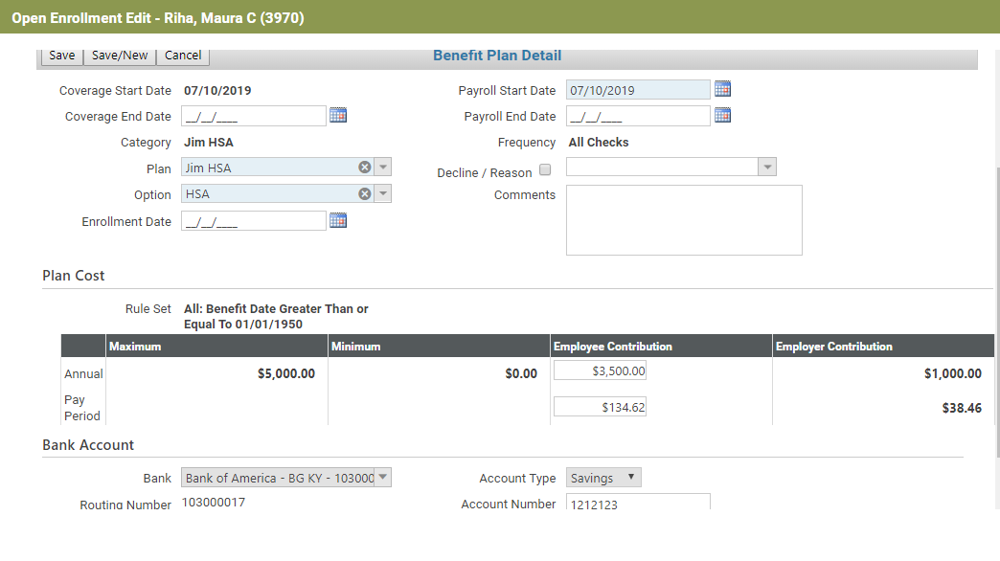 Open Enrollment Edit - Riha, Maura C (3970)
Save Save/New Cancel Benefit Plan Detail
Coverage Start Date 07/10/2019 Payroll Start Date 07/10/2019
Coverage End Date __/__/____ Payroll End Date __/__/____
Category Jim HSA Frequency All Checks
Plan Jim HSA Decline / Reason
Option HSA Comments
Enrollment Date __/__/____
Plan Cost
Rule Set All: Benefit Date Greater Than or
Equal To 01/01/1950
Maximum Minimum Employee Contribution Employer Contribution
Annual $5,000.00 $0.00 $3,500.00 $1,000.00
Pay
Period $134.62 $38.46
Bank Account
Bank Bank of America - BG KY - 10300 Account Type Savings
Routing Number 103000017 Account Number 1212123